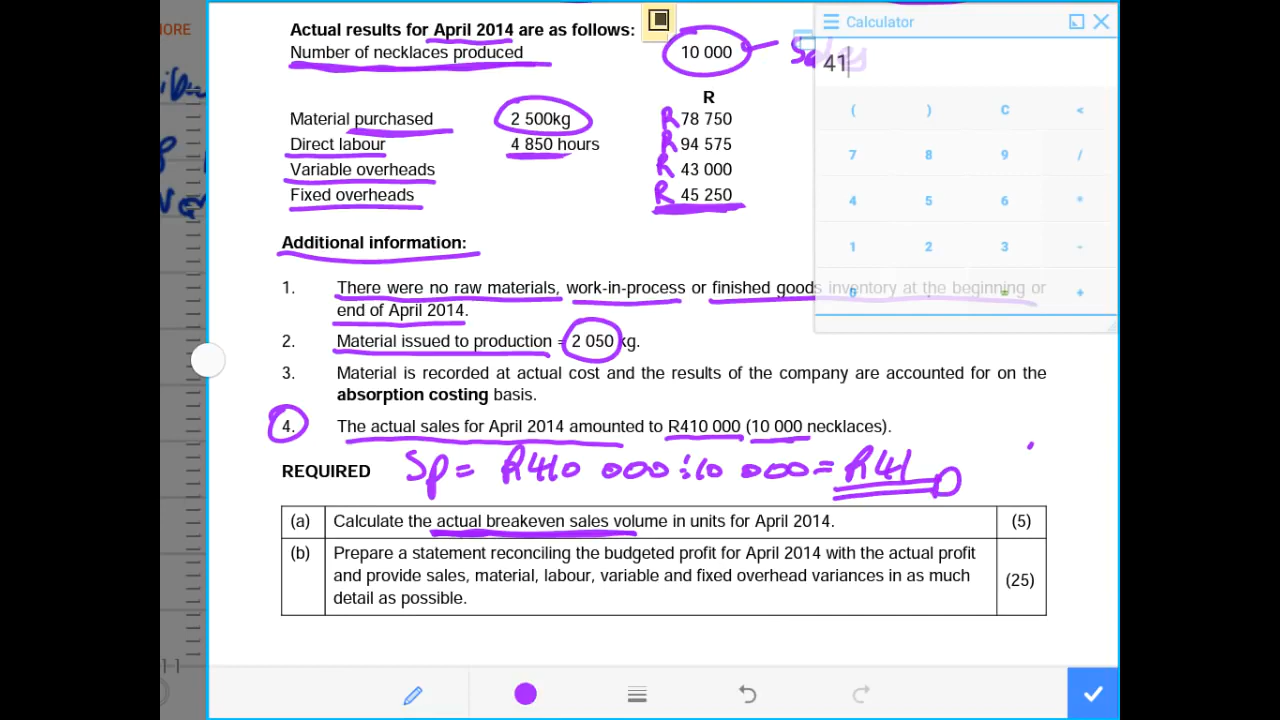 MORE
Actual results for April 2014 are as follows:
Number of necklaces produced 10 000
R
Material purchased 2 500kg R 78 750
Direct labour 4 850 hours R 94 575
Variable overheads R 43 000
Fixed overheads R 45 250
Additional information:
1. There were no raw materials, work-in-process or finished goods inventory at the beginning or
end of April 2014.
2. Material issued to production = 2 050 kg.
3. Material is recorded at actual cost and the results of the company are accounted for on the
absorption costing basis.
4. The actual sales for April 2014 amounted to R410 000 (10 000 necklaces).
REQUIRED
Sp = R410 000 ÷ 10 000 = R41
(a) Calculate the actual breakeven sales volume in units for April 2014. (5)
(b) Prepare a statement reconciling the budgeted profit for April 2014 with the actual profit
and provide sales, material, labour, variable and fixed overhead variances in as much (25)
detail as possible.
Calculator
41
( ) C <
7 8 9 /
4 5 6 *
1 2 3 -
0 . = +